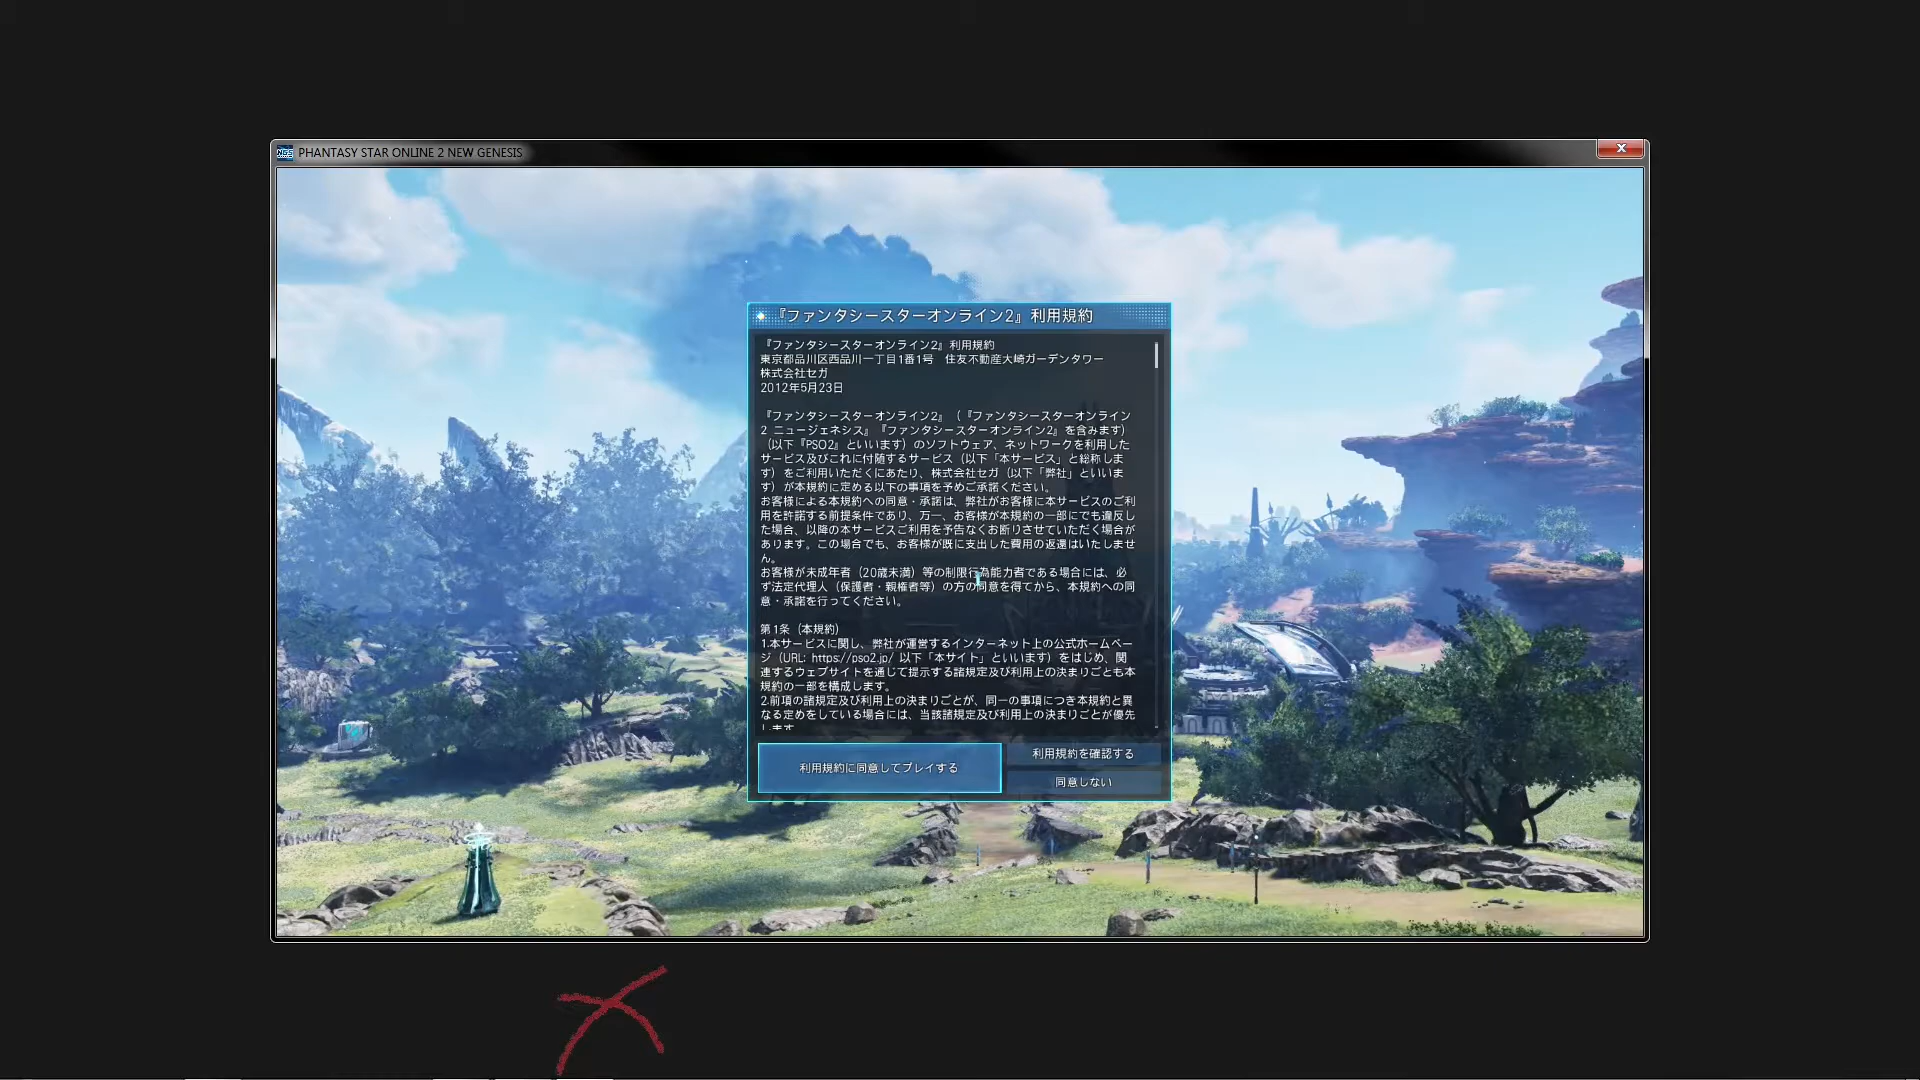 PHANTASY STAR ONLINE 2 NEW GENESIS
『ファンタシースターオンライン2』利用規約
『ファンタシースターオンライン2』利用規約
東京都品川区西品川一丁目1番1号　住友不動産大崎ガーデンタワー
株式会社セガ
2012年5月23日
『ファンタシースターオンライン2』（『ファンタシースターオンライン
2 ニュージェネシス』『ファンタシースターオンライン2』を含みます）
（以下『PSO2』といいます）のソフトウェア、ネットワークを利用した
サービス及びこれに付随するサービス（以下「本サービス」と総称しま
す）をご利用いただくにあたり、株式会社セガ（以下「弊社」といいま
す）が本規約に定める以下の事項を予めご承諾ください。
お客様による本規約への同意・承諾は、弊社がお客様に本サービスのご利
用を許諾する前提条件であり、万一、お客様が本規約の一部にでも違反し
た場合、以降の本サービスご利用を予告なくお断りさせていただく場合が
あります。この場合でも、お客様が既に支出した費用の返還はいたしませ
ん。
お客様が未成年者（20歳未満）等の制限行為能力者である場合には、必
ず法定代理人（保護者・親権者等）の方の同意を得てから、本規約への同
意・承諾を行ってください。
第1条（本規約）
1.本サービスに関し、弊社が運営するインターネット上の公式ホームペー
ジ（URL: https://pso2.jp/ 以下「本サイト」といいます）をはじめ、関
連するウェブサイトを通じて提示する諸規定及び利用上の決まりごとも本
規約の一部を構成します。
2.前項の諸規定及び利用上の決まりごとが、同一の事項につき本規約と異
なる定めをしている場合には、当該諸規定及び利用上の決まりごとが優先
します
利用規約に同意してプレイする
利用規約を確認する
同意しない